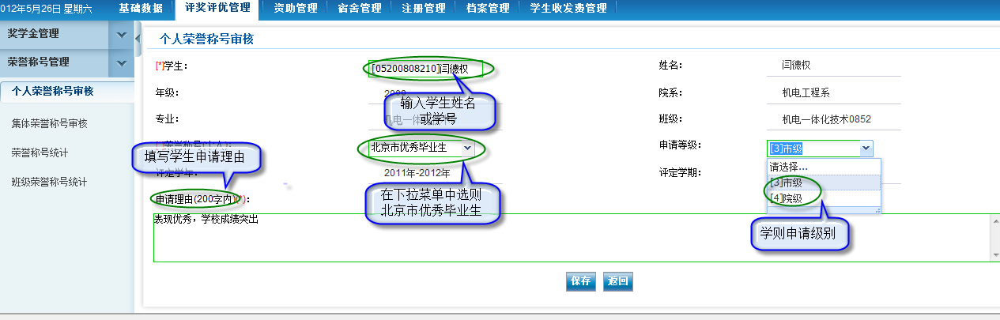 012年5月26日 星期六
基础数据 评奖评优管理 资助管理 宿舍管理 注册管理 档案管理 学生收发费管理
奖学金管理
荣誉称号管理
个人荣誉称号审核
集体荣誉称号审核
荣誉称号统计
班级荣誉称号统计
个人荣誉称号审核
[*]学生： [05200808210]闫德权 姓名： 闫德权
年级： 院系： 机电工程系
输入学生姓名
或学号
专业： 班级： 机电一体化技术0852
北京市优秀毕业生 申请等级： [3]市级
填写学生申请理由
评定学年： 2011年-2012年 评定学期：
请选择...
[3]市级
[4]院级
在下拉菜单中选则
北京市优秀毕业生
学则申请级别
申请理由(200字内)(*)：
表现优秀，学校成绩突出
保存 返回